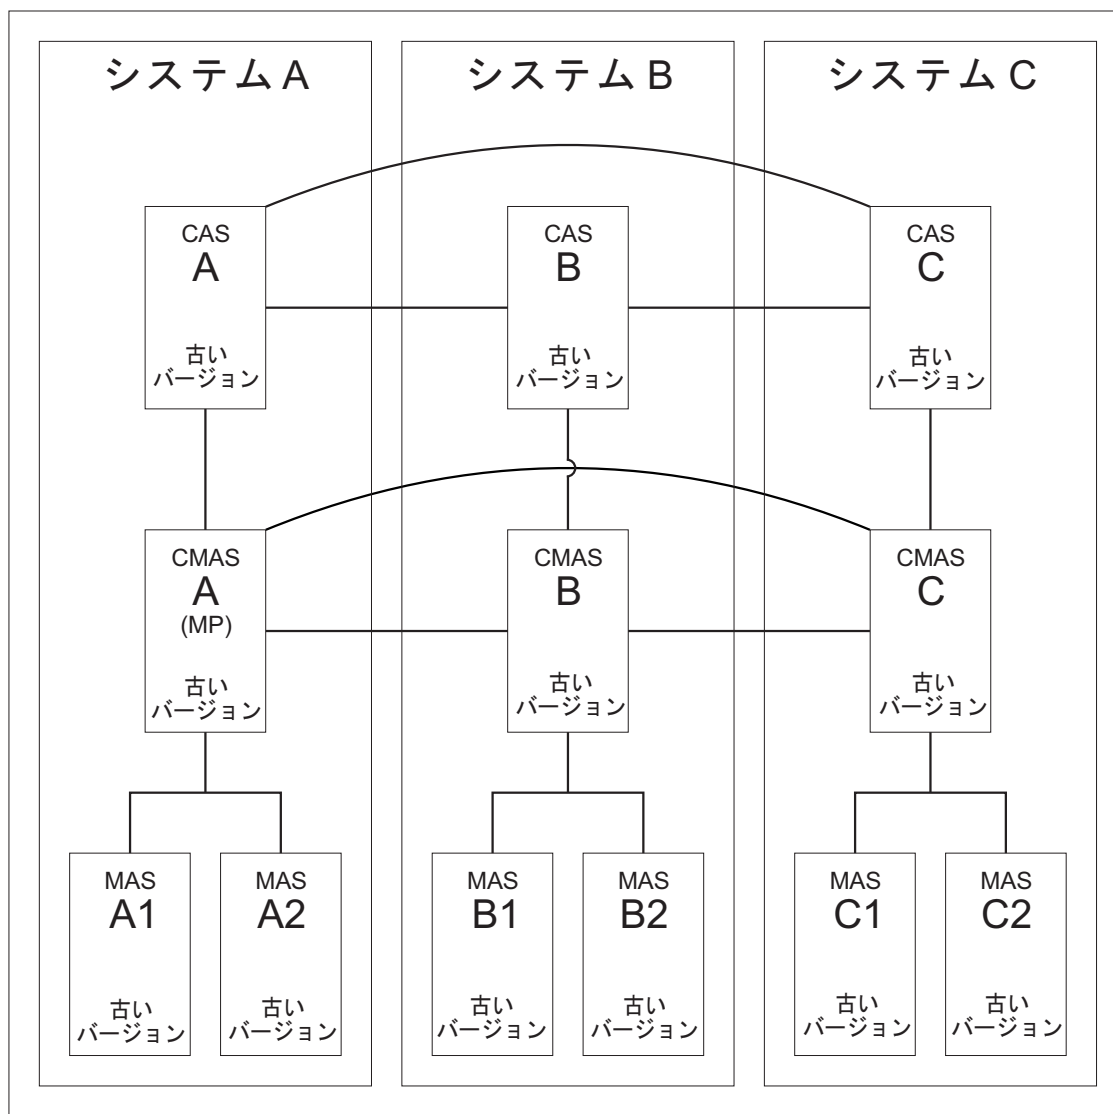 システム A
システム B
システム C
CAS
A
古い
バージョン
CAS
B
古い
バージョン
CAS
C
古い
バージョン
CMAS
A
(MP)
古い
バージョン
CMAS
B
古い
バージョン
CMAS
C
古い
バージョン
MAS
A1
古い
バージョン
MAS
A2
古い
バージョン
MAS
B1
古い
バージョン
MAS
B2
古い
バージョン
MAS
C1
古い
バージョン
MAS
C2
古い
バージョン